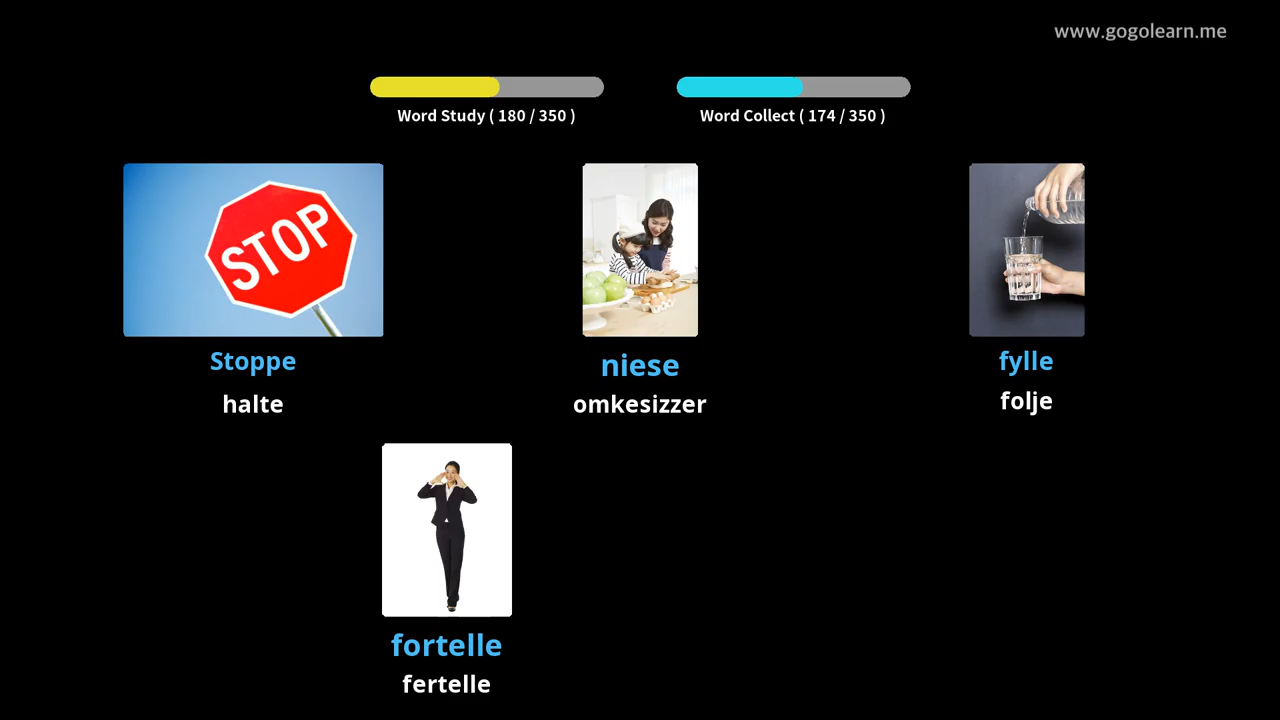 www.gogolearn.me
Word Study ( 180 / 350 )
Word Collect ( 174 / 350 )
STOP
Stoppe
halte
niese
omkesizzer
fylle
folje
fortelle
fertelle